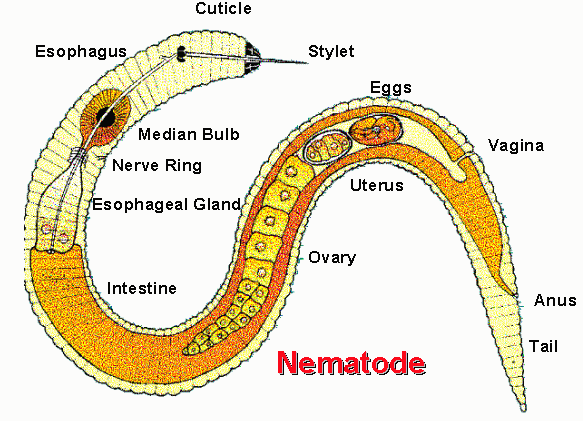 Cuticle
Esophagus
Stylet
Eggs
Median Bulb
Vagina
Nerve Ring
Uterus
Esophageal Gland
Ovary
Intestine
Anus
Tail
Nematode